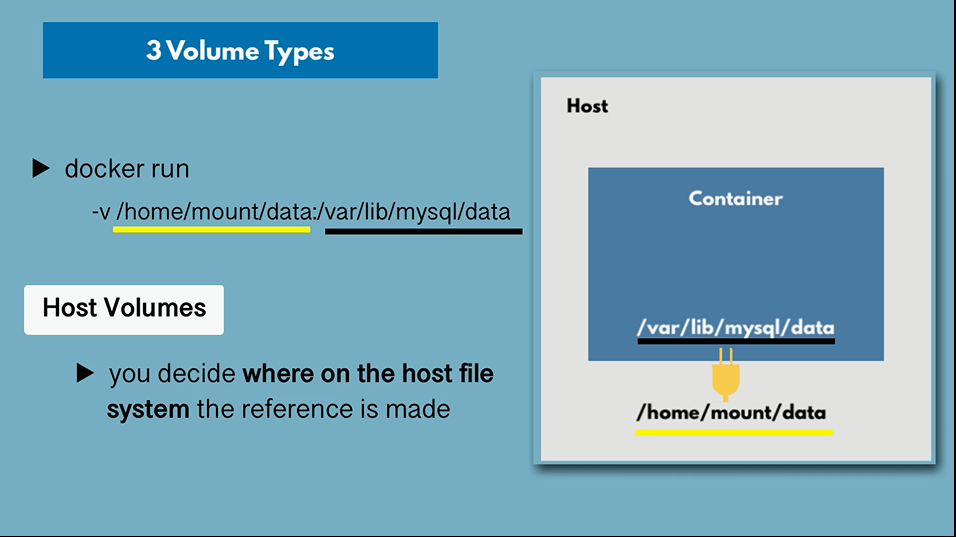 3 Volume Types
▶ docker run
-v /home/mount/data:/var/lib/mysql/data
Host Volumes
▶ you decide where on the host file
system the reference is made
Host
Container
/var/lib/mysql/data
/home/mount/data